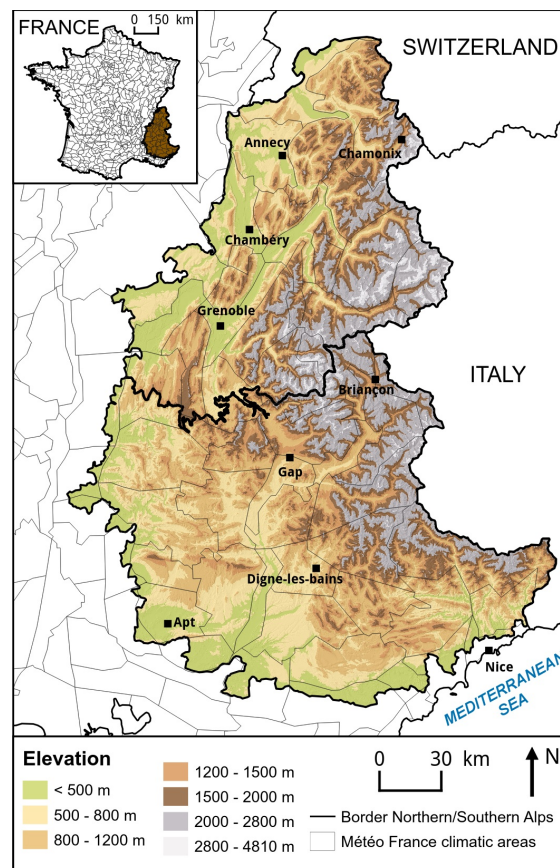 FRANCE
0 150 km
SWITZERLAND
Annecy
Chamonix
Chambéry
Grenoble
ITALY
Briançon
Gap
Digne-les-bains
Apt
Nice
MEDITERRANEAN
SEA
Elevation
< 500 m
500 - 800 m
800 - 1200 m
1200 - 1500 m
1500 - 2000 m
2000 - 2800 m
2800 - 4810 m
0 30 km
N
Border Northern/Southern Alps
Météo France climatic areas